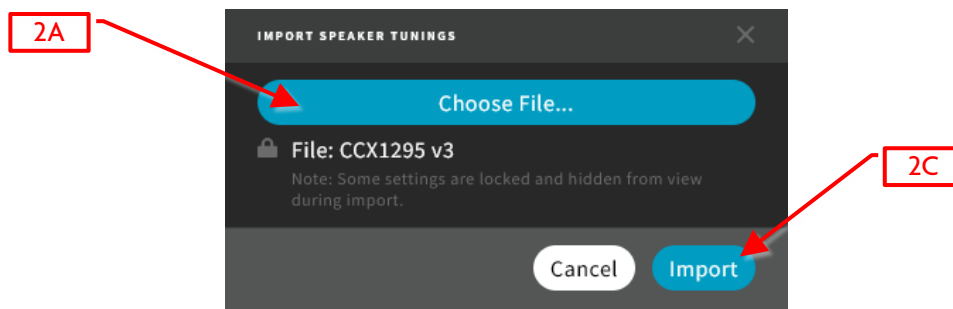 2A
IMPORT SPEAKER TUNINGS
Choose File...
File: CCX1295 v3
Note: Some settings are locked and hidden from view
during import.
2C
Cancel
Import